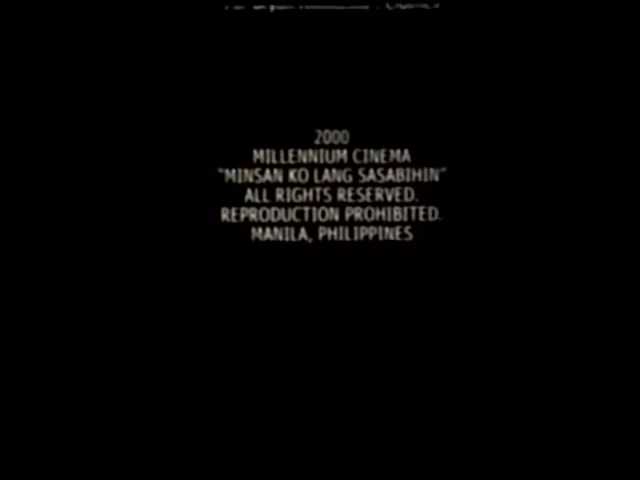 2000
MILLENNIUM CINEMA
"MINSAN KO LANG SASABIHIN"
ALL RIGHTS RESERVED.
REPRODUCTION PROHIBITED.
MANILA, PHILIPPINES